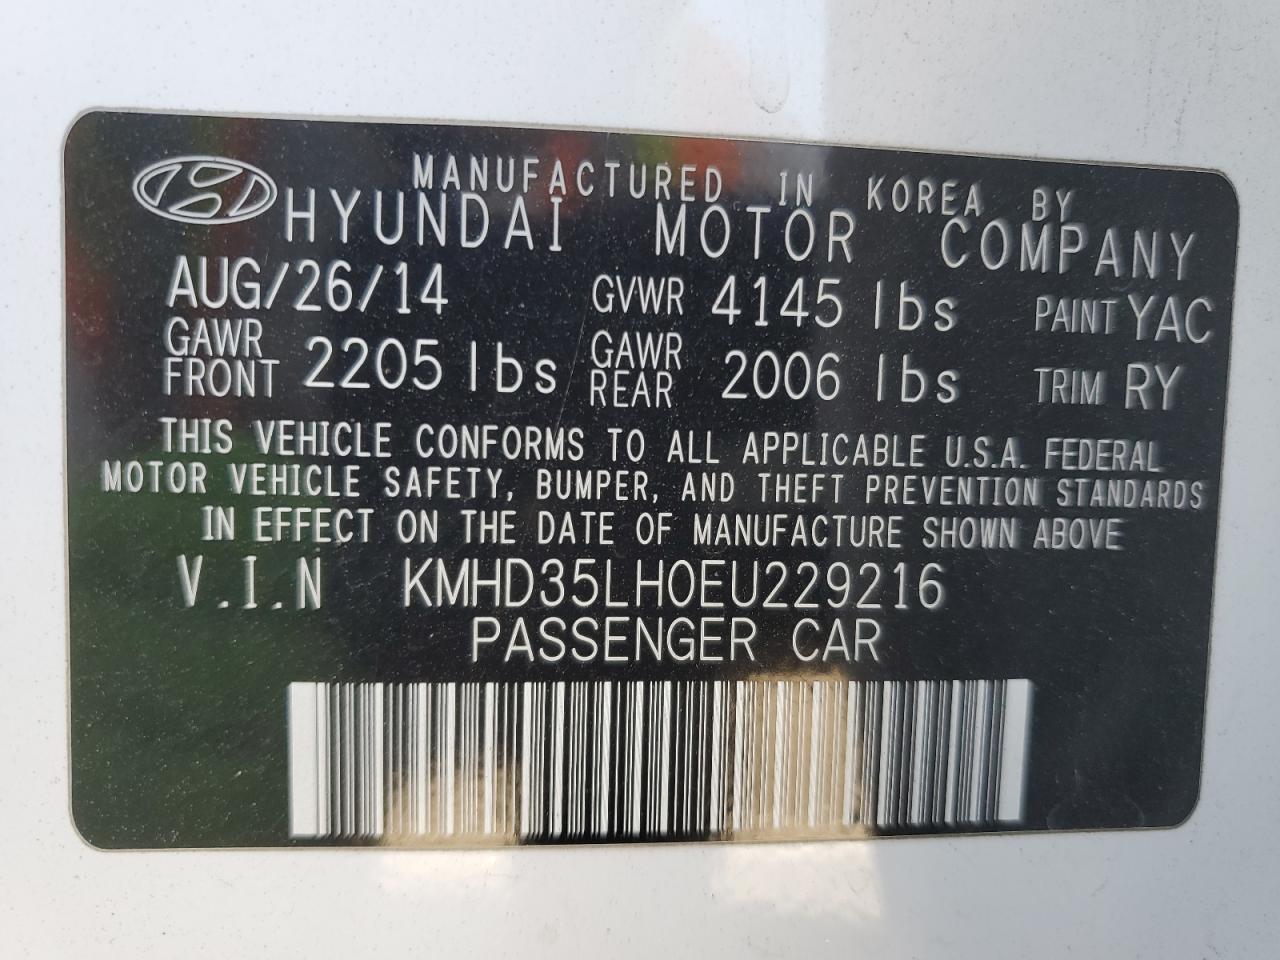 MANUFACTURED IN KOREA BY
HYUNDAI MOTOR COMPANY
AUG/26/14 GVWR 4145 lbs PAINT YAC
GAWR FRONT 2205 lbs GAWR REAR 2006 lbs TRIM RY
THIS VEHICLE CONFORMS TO ALL APPLICABLE U.S.A. FEDERAL
MOTOR VEHICLE SAFETY, BUMPER, AND THEFT PREVENTION STANDARDS
IN EFFECT ON THE DATE OF MANUFACTURE SHOWN ABOVE
V.I.N KMHD35LH0EU229216
PASSENGER CAR